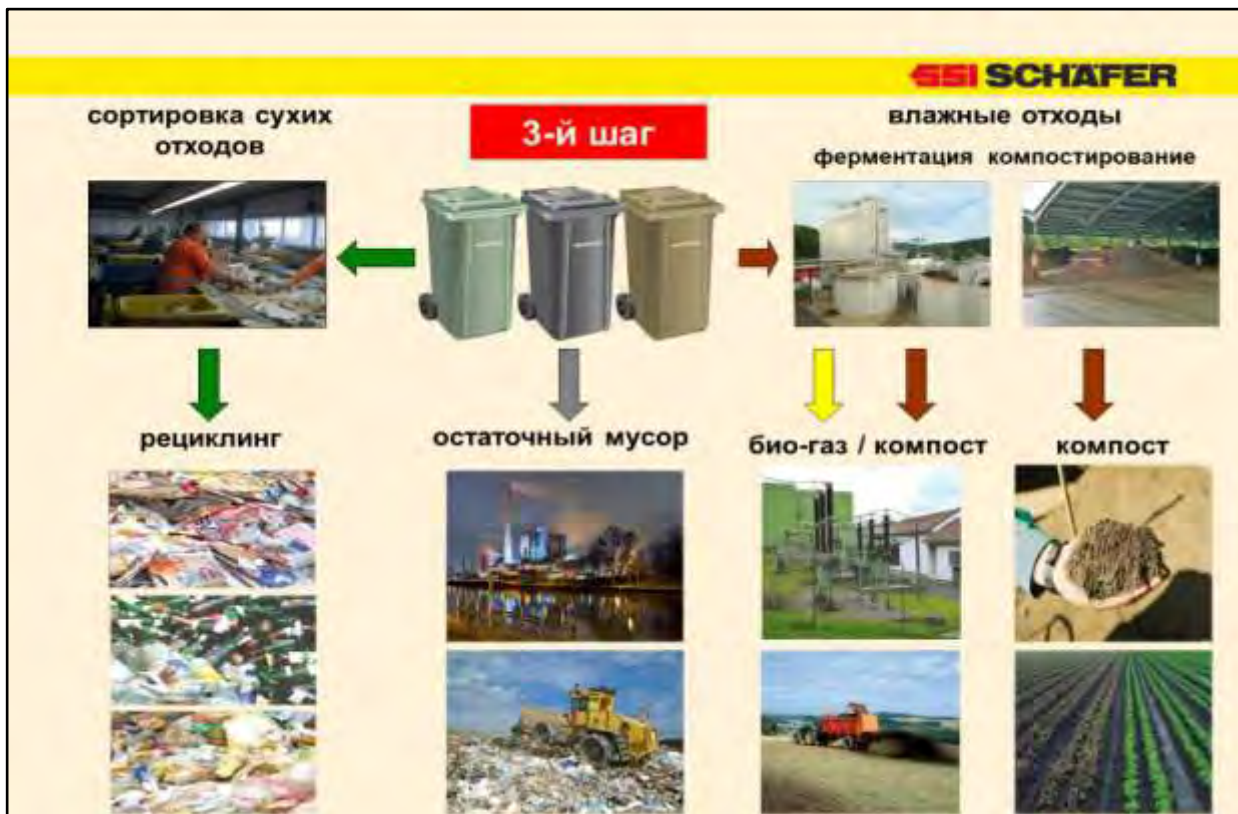 SSI SCHÄFER
сортировка сухих
отходов
3-й шаг
влажные отходы
ферментация компостирование
рециклинг
остаточный мусор
био-газ / компост
компост